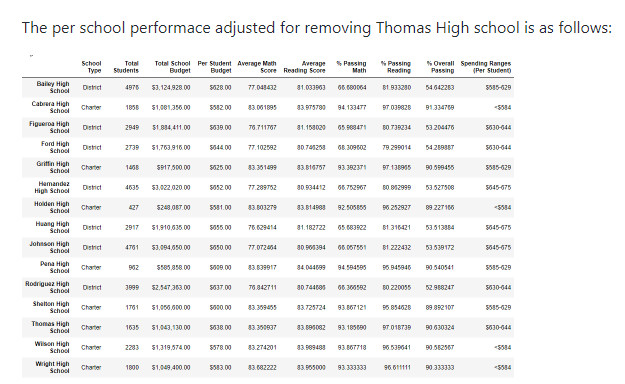 The per school performace adjusted for removing Thomas High school is as follows:
School Type Total Students Total School Budget Per Student Budget Average Math Score Average Reading Score % Passing Math % Passing Reading % Overall Passing Spending Ranges (Per Student)
Bailey High School District 4976 $3,124,928.00 $628.00 77.048432 81.033963 66.680064 81.933280 54.642283 $585-629
Cabrera High School Charter 1858 $1,081,356.00 $582.00 83.061895 83.975780 94.133477 97.039828 91.334769 <$584
Figueroa High School District 2949 $1,884,411.00 $639.00 76.711767 81.158020 65.988471 80.739234 53.204476 $630-644
Ford High School District 2739 $1,763,916.00 $644.00 77.102592 80.746258 68.309602 79.299014 54.289887 $630-644
Griffin High School Charter 1468 $917,500.00 $625.00 83.351499 83.816757 93.392371 97.138965 90.599455 $585-629
Hernandez High School District 4635 $3,022,020.00 $652.00 77.289752 80.934412 66.752967 80.862999 53.527508 $645-675
Holden High School Charter 427 $248,087.00 $581.00 83.803279 83.814988 92.505855 96.252927 89.227166 <$584
Huang High School District 2917 $1,910,635.00 $655.00 76.629414 81.182722 65.683922 81.316421 53.513884 $645-675
Johnson High School District 4761 $3,094,650.00 $650.00 77.072464 80.966394 66.057551 81.222432 53.539172 $645-675
Pena High School Charter 962 $585,858.00 $609.00 83.839917 84.044699 94.594595 95.945946 90.540541 $585-629
Rodriguez High School District 3999 $2,547,363.00 $637.00 76.842711 80.744686 66.366592 80.220055 52.988247 $630-644
Shelton High School Charter 1761 $1,056,600.00 $600.00 83.359455 83.725724 93.867121 95.854628 89.892107 $585-629
Thomas High School Charter 1635 $1,043,130.00 $638.00 83.350937 83.896082 93.185690 97.018739 90.630324 $630-644
Wilson High School Charter 2283 $1,319,574.00 $578.00 83.274201 83.989488 93.867718 96.539641 90.582567 <$584
Wright High School Charter 1800 $1,049,400.00 $583.00 83.682222 83.955000 93.333333 96.611111 90.333333 <$584